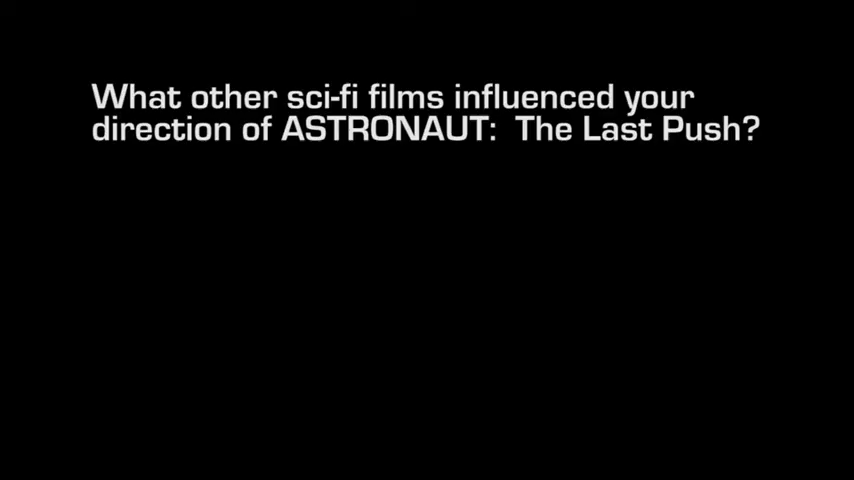 What other sci-fi films influenced your
direction of ASTRONAUT:  The Last Push?